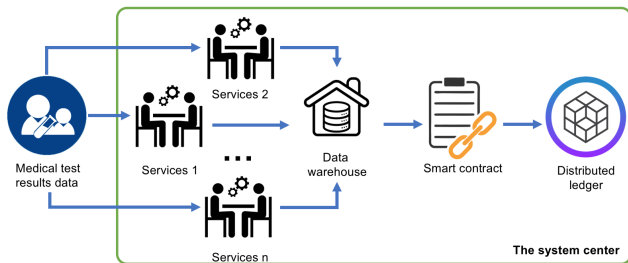 Services 2
Services 1
...
Services n
Medical test
results data
Data
warehouse
Smart contract
Distributed
ledger
The system center